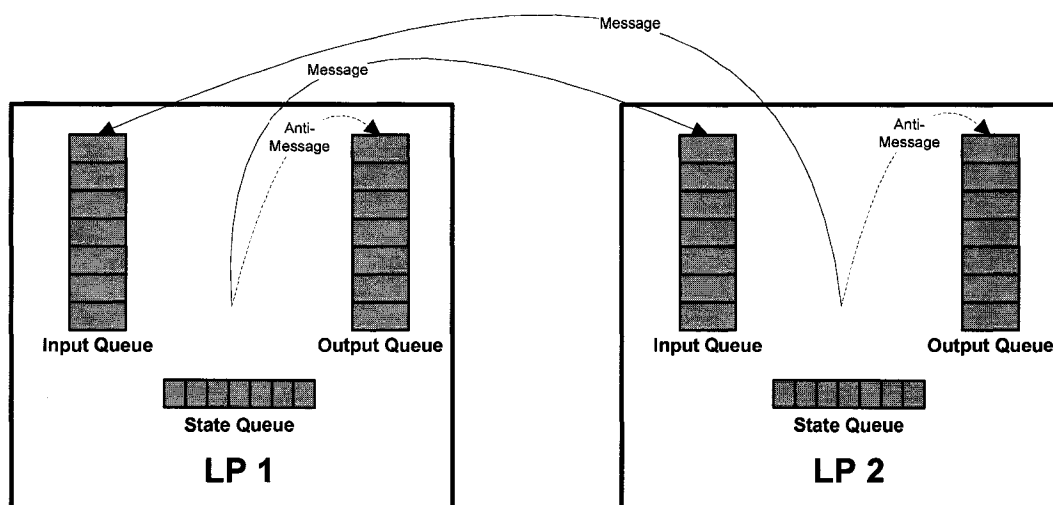 Message
Message
Anti-
Message
Anti-
Message
Input Queue
Output Queue
Input Queue
Output Queue
State Queue
State Queue
LP 1
LP 2